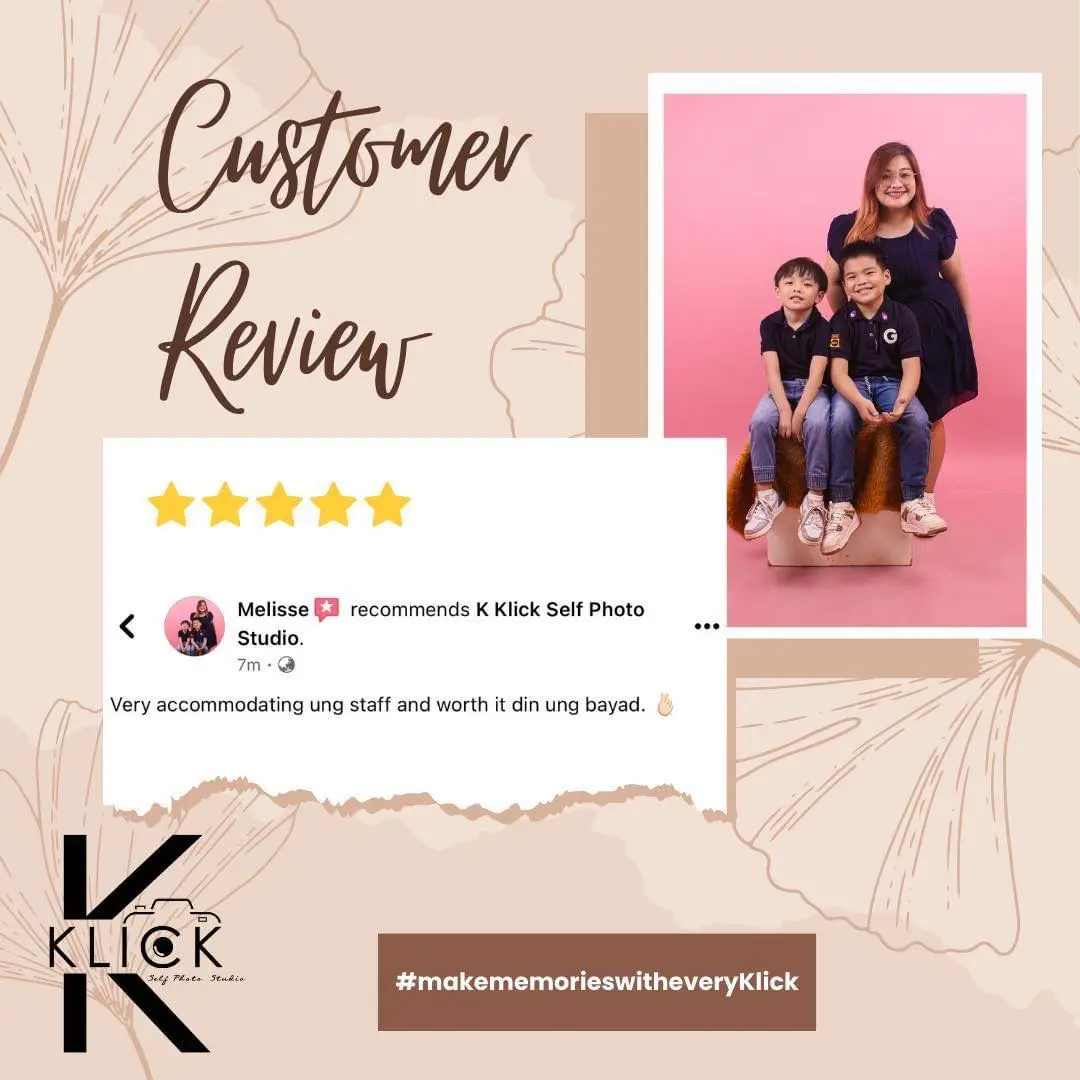 Customer
Review
Melisse recommends K Klick Self Photo
Studio.
7m ·
Very accommodating ung staff and worth it din ung bayad.
G
K
KLICK
Self Photo Studio
#makememorieswitheveryKlick